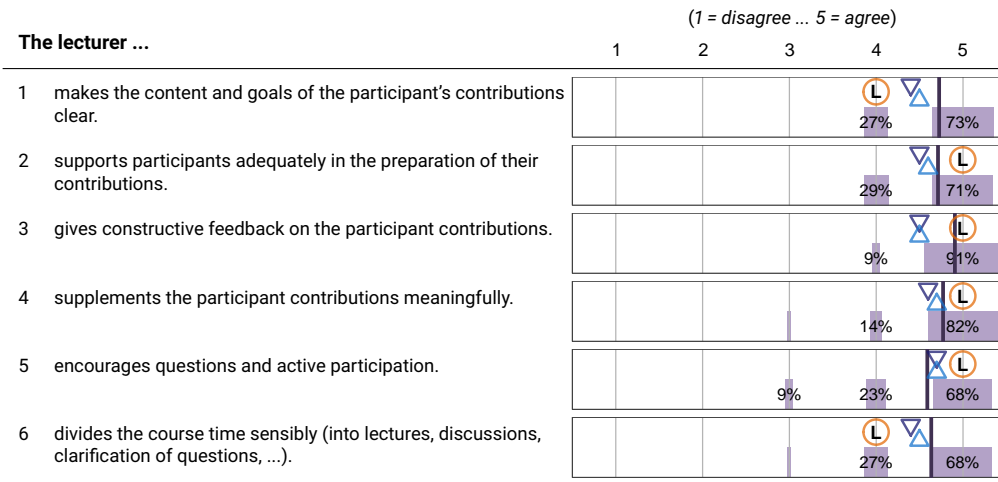 (1 = disagree ... 5 = agree)
The lecturer ...
1 2 3 4 5
1 makes the content and goals of the participant’s contributions
clear.
L
27% 73%
2 supports participants adequately in the preparation of their
contributions.
L
29% 71%
3 gives constructive feedback on the participant contributions.
L
9% 91%
4 supplements the participant contributions meaningfully.
L
14% 82%
5 encourages questions and active participation.
L
9% 23% 68%
6 divides the course time sensibly (into lectures, discussions,
clarification of questions, ...).
L
27% 68%